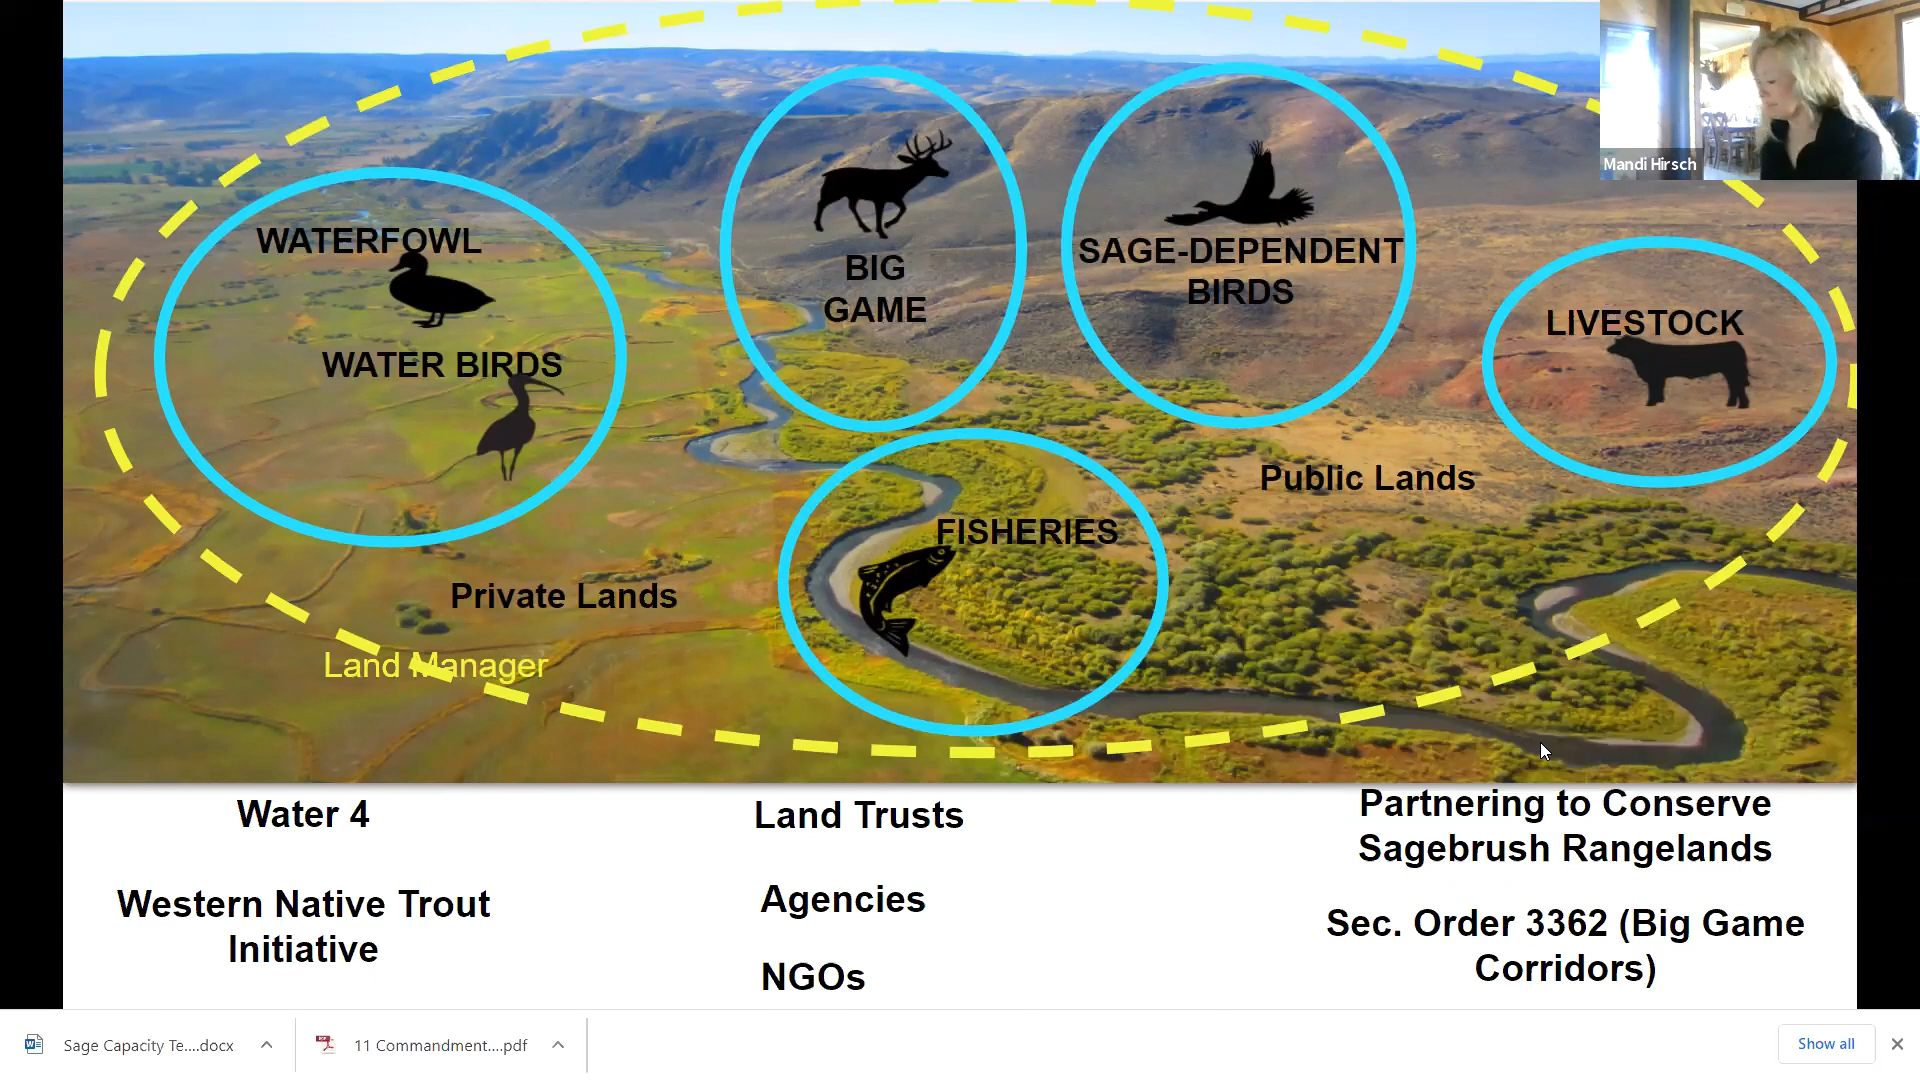 Mandi Hirsch
WATERFOWL
WATER BIRDS
BIG
GAME
SAGE-DEPENDENT
BIRDS
LIVESTOCK
Public Lands
FISHERIES
Private Lands
Land Manager
Water 4
Western Native Trout
Initiative
Land Trusts
Agencies
NGOs
Partnering to Conserve
Sagebrush Rangelands
Sec. Order 3362 (Big Game
Corridors)
Sage Capacity Te....docx
11 Commandment....pdf
Show all